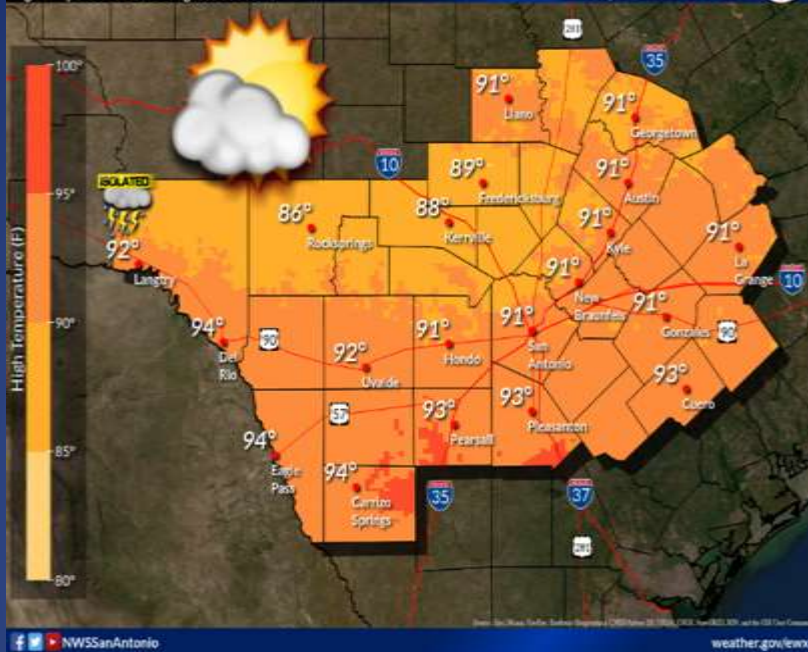 281
35
100°
91°
Llano
91°
Georgetown
10
95°
ISOLATED
89°
Fredericksburg
91°
Austin
86°
Rocksprings
88°
Kerrville
91°
Kyle
91°
La
Grange
92°
Langtry
91°
New
Braunfels
10
High Temperature (F)
90°
94°
Del
Rio
90
91°
Hondo
91°
San
Antonio
91°
Gonzales
90
92°
Uvalde
93°
Cuero
57
93°
Pearsall
93°
Pleasanton
85°
94°
Eagle
Pass
94°
Carrizo
Springs
35
37
281
80°
NWSSanAntonio
weather.gov/ewx